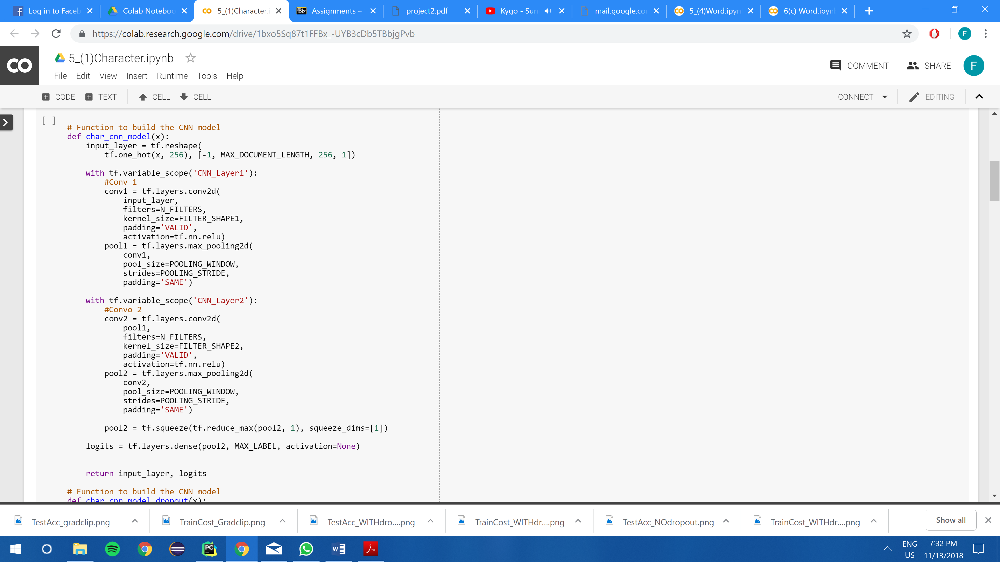 Log in to Faceb
Colab Noteboo
5_(1)Character.i
Bb Assignments –
project2.pdf
Kygo - Sun
mail.google.co
5_(4)Word.ipyn
6(c) Word.ipyn
https://colab.research.google.com/drive/1bxo5Sq87t1FFBx_-UYB3cDb5TBbjgPvb
F
CO
5_(1)Character.ipynb
COMMENT
SHARE
F
File Edit View Insert Runtime Tools Help
CODE TEXT CELL CELL
CONNECT EDITING
[ ]
# Function to build the CNN model
def char_cnn_model(x):
    input_layer = tf.reshape(
        tf.one_hot(x, 256), [-1, MAX_DOCUMENT_LENGTH, 256, 1])
    with tf.variable_scope('CNN_Layer1'):
        #Conv 1
        conv1 = tf.layers.conv2d(
            input_layer,
            filters=N_FILTERS,
            kernel_size=FILTER_SHAPE1,
            padding='VALID',
            activation=tf.nn.relu)
        pool1 = tf.layers.max_pooling2d(
            conv1,
            pool_size=POOLING_WINDOW,
            strides=POOLING_STRIDE,
            padding='SAME')
    with tf.variable_scope('CNN_Layer2'):
        #Convo 2
        conv2 = tf.layers.conv2d(
            pool1,
            filters=N_FILTERS,
            kernel_size=FILTER_SHAPE2,
            padding='VALID',
            activation=tf.nn.relu)
        pool2 = tf.layers.max_pooling2d(
            conv2,
            pool_size=POOLING_WINDOW,
            strides=POOLING_STRIDE,
            padding='SAME')
        pool2 = tf.squeeze(tf.reduce_max(pool2, 1), squeeze_dims=[1])
    logits = tf.layers.dense(pool2, MAX_LABEL, activation=None)
    return input_layer, logits
# Function to build the CNN model
def char_cnn_model_dropout(x):
TestAcc_gradclip.png
TrainCost_Gradclip.png
TestAcc_WITHdro....png
TrainCost_WITHdr....png
TestAcc_NOdropout.png
TrainCost_WITHdr....png
Show all
PC
W
ENG
US
7:32 PM
11/13/2018